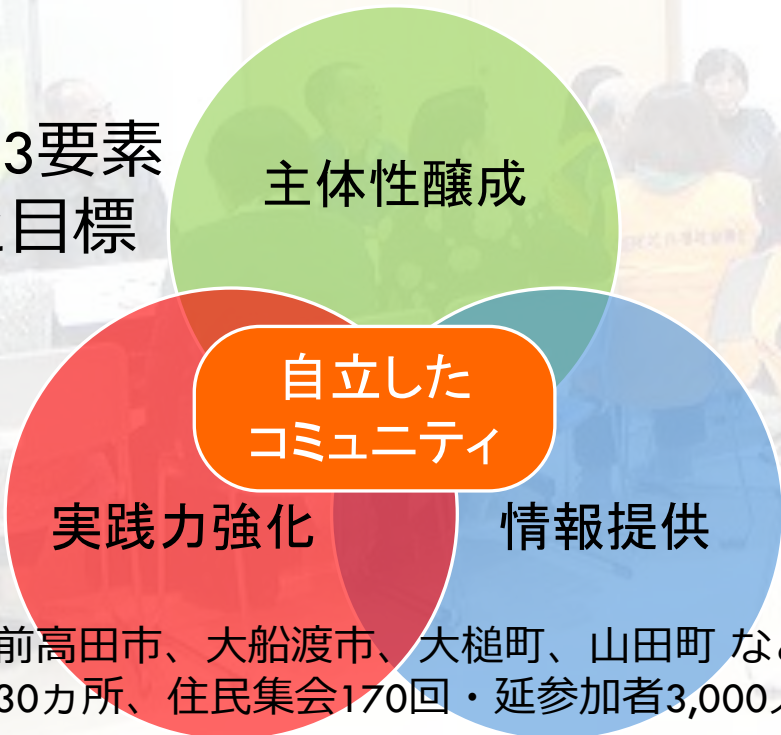 3要素
主体性醸成
目標
自立した
コミュニティ
実践力強化
情報提供
前高田市、大船渡市、大槌町、山田町 な
30カ所、住民集会170回・延参加者3,000